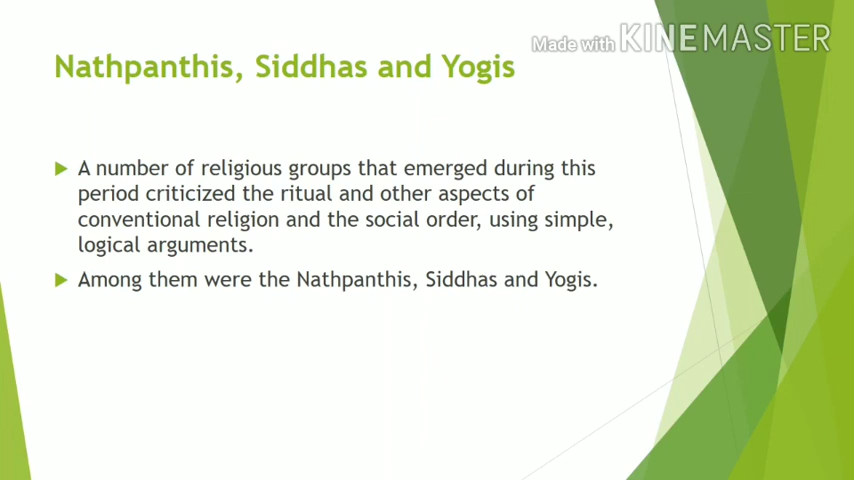 Made with KINEMASTER
Nathpanthis, Siddhas and Yogis
A number of religious groups that emerged during this
period criticized the ritual and other aspects of
conventional religion and the social order, using simple,
logical arguments.
Among them were the Nathpanthis, Siddhas and Yogis.